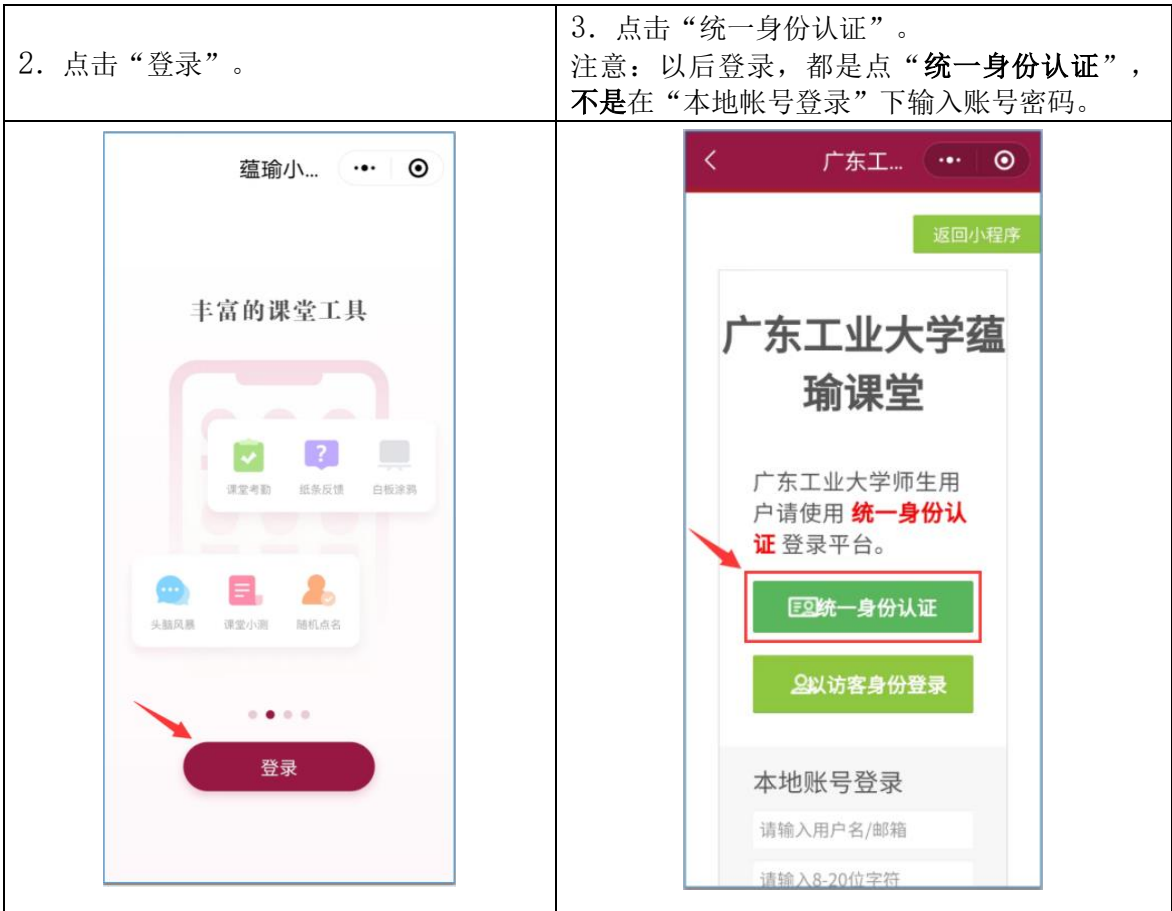 2. 点击“登录”。
3. 点击“统一身份认证”。
注意：以后登录，都是点“统一身份认证”，
不是在“本地帐号登录”下输入账号密码。
蕴瑜小...
丰富的课堂工具
课堂考勤 纸条反馈 白板涂鸦
头脑风暴 课堂小测 随机点名
登录
广东工...
返回小程序
广东工业大学蕴
瑜课堂
广东工业大学师生用
户请使用 统一身份认
证 登录平台。
统一身份认证
以访客身份登录
本地账号登录
请输入用户名/邮箱
请输入8-20位字符